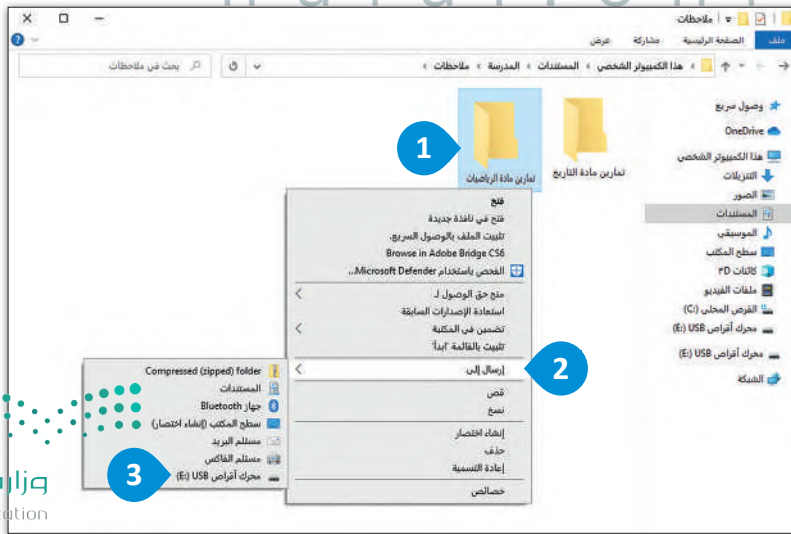 ملاحظات
ملف الصفحة الرئيسية مشاركة عرض
هذا الكمبيوتر الشخصي › المستندات › المدرسة › ملاحظات ›
بحث في ملاحظات
وصول سريع
OneDrive
هذا الكمبيوتر الشخصي
التنزيلات
الصور
المستندات
الموسيقى
سطح المكتب
كائنات ٣D
ملفات الفيديو
القرص المحلي (C:)
محرك أقراص USB (E:)
محرك أقراص USB (E:)
الشبكة
تمارين مادة التاريخ
تمارين مادة الرياضيات
1
فتح
فتح في نافذة جديدة
تثبيت الملف بالوصول السريع.
Browse in Adobe Bridge CS6
الفحص باستخدام Microsoft Defender...
منح حق الوصول لـ
استعادة الإصدارات السابقة
تضمين في المكتبة
تثبيت بالقائمة "ابدأ"
إرسال إلى
2
قص
نسخ
إنشاء اختصار
حذف
إعادة التسمية
خصائص
Compressed (zipped) folder
المستندات
جهاز Bluetooth
سطح المكتب (إنشاء اختصار)
مستلم البريد
مستلم الفاكس
محرك أقراص USB (E:)
3